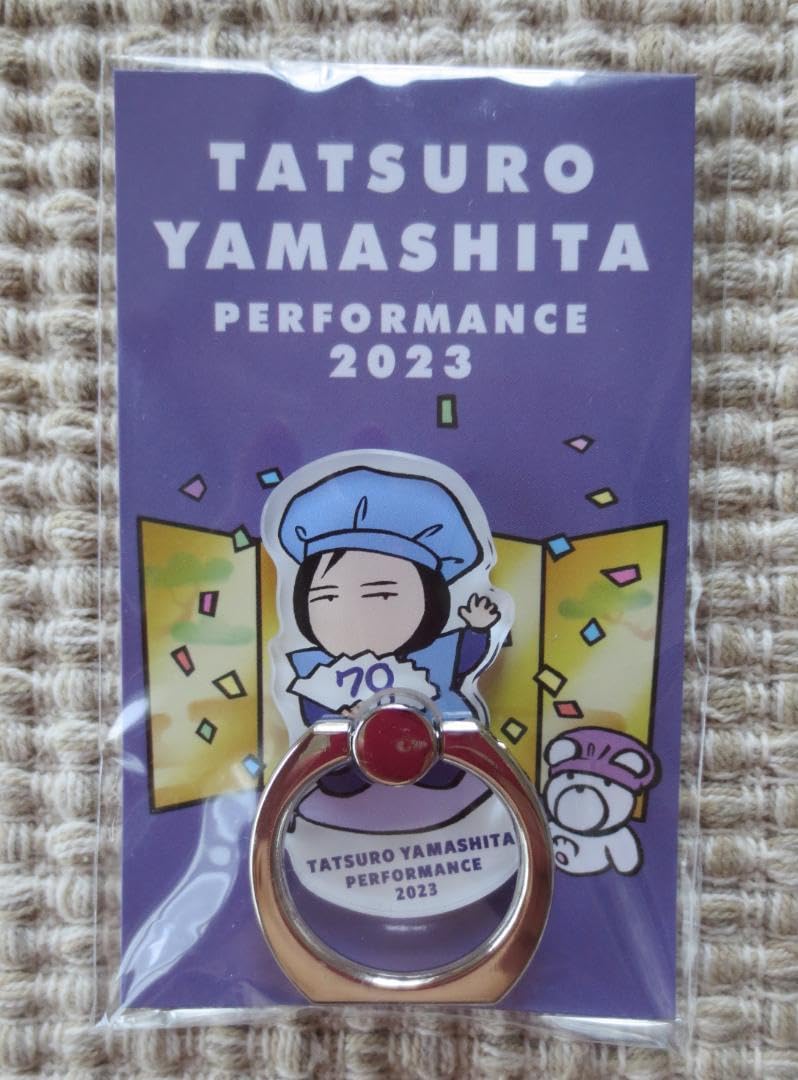 TATSURO
YAMASHITA
PERFORMANCE
2023
70
TATSURO YAMASHITA
PERFORMANCE
2023